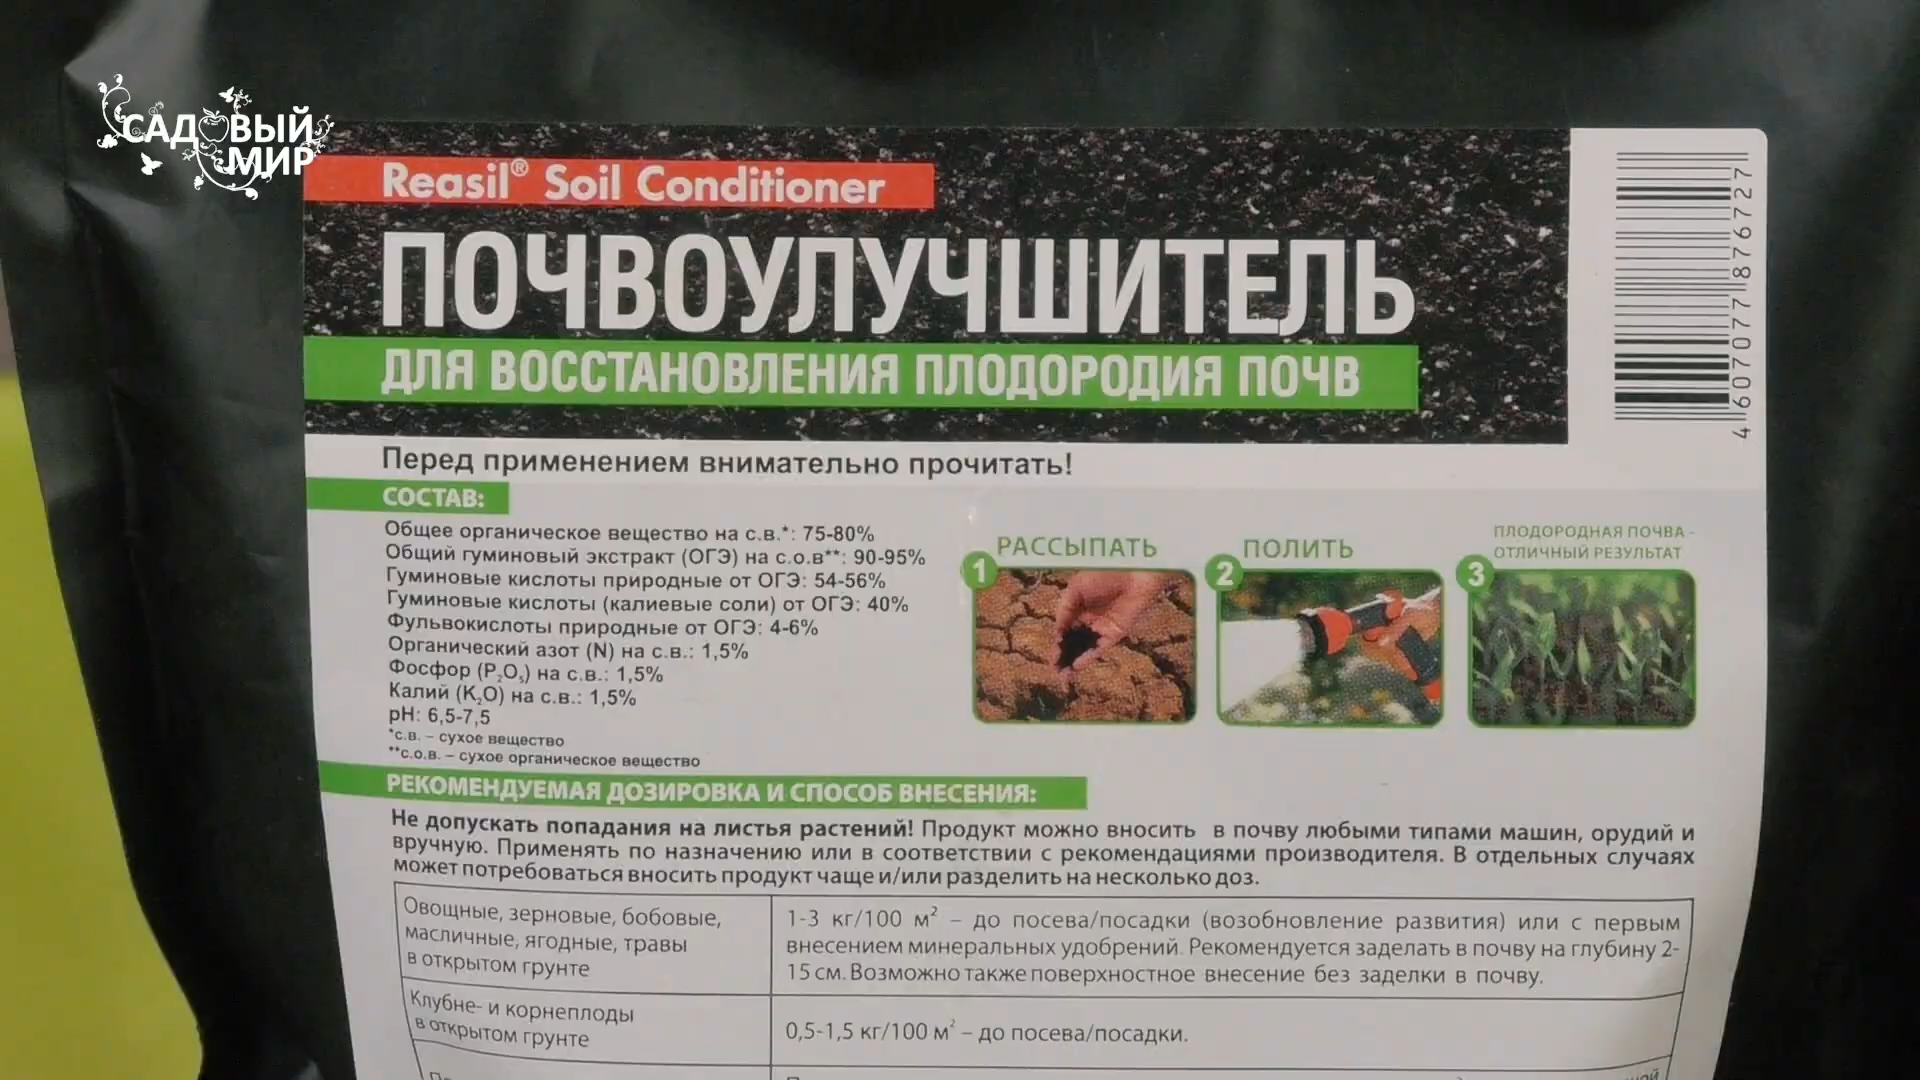 САДОВЫЙ
МИР
Reasil® Soil Conditioner
ПОЧВОУЛУЧШИТЕЛЬ
ДЛЯ ВОССТАНОВЛЕНИЯ ПЛОДОРОДИЯ ПОЧВ
4 607077 876727
Перед применением внимательно прочитать!
СОСТАВ:
Общее органическое вещество на с.в.*: 75-80%
Общий гуминовый экстракт (ОГЭ) на с.о.в**: 90-95%
Гуминовые кислоты природные от ОГЭ: 54-56%
Гуминовые кислоты (калиевые соли) от ОГЭ: 40%
Фульвокислоты природные от ОГЭ: 4-6%
Органический азот (N) на с.в.: 1,5%
Фосфор (P₂O₅) на с.в.: 1,5%
Калий (K₂O) на с.в.: 1,5%
pH: 6,5-7,5
*с.в. – сухое вещество
**с.о.в. – сухое органическое вещество
1 РАССЫПАТЬ
2 ПОЛИТЬ
3 ПЛОДОРОДНАЯ ПОЧВА -
ОТЛИЧНЫЙ РЕЗУЛЬТАТ
РЕКОМЕНДУЕМАЯ ДОЗИРОВКА И СПОСОБ ВНЕСЕНИЯ:
Не допускать попадания на листья растений! Продукт можно вносить в почву любыми типами машин, орудий и
вручную. Применять по назначению или в соответствии с рекомендациями производителя. В отдельных случаях
может потребоваться вносить продукт чаще и/или разделить на несколько доз.
Овощные, зерновые, бобовые,
масличные, ягодные, травы
в открытом грунте
1-3 кг/100 м² – до посева/посадки (возобновление развития) или с первым
внесением минеральных удобрений. Рекомендуется заделать в почву на глубину 2-
15 см. Возможно также поверхностное внесение без заделки в почву.
Клубне- и корнеплоды
в открытом грунте
0,5-1,5 кг/100 м² – до посева/посадки.